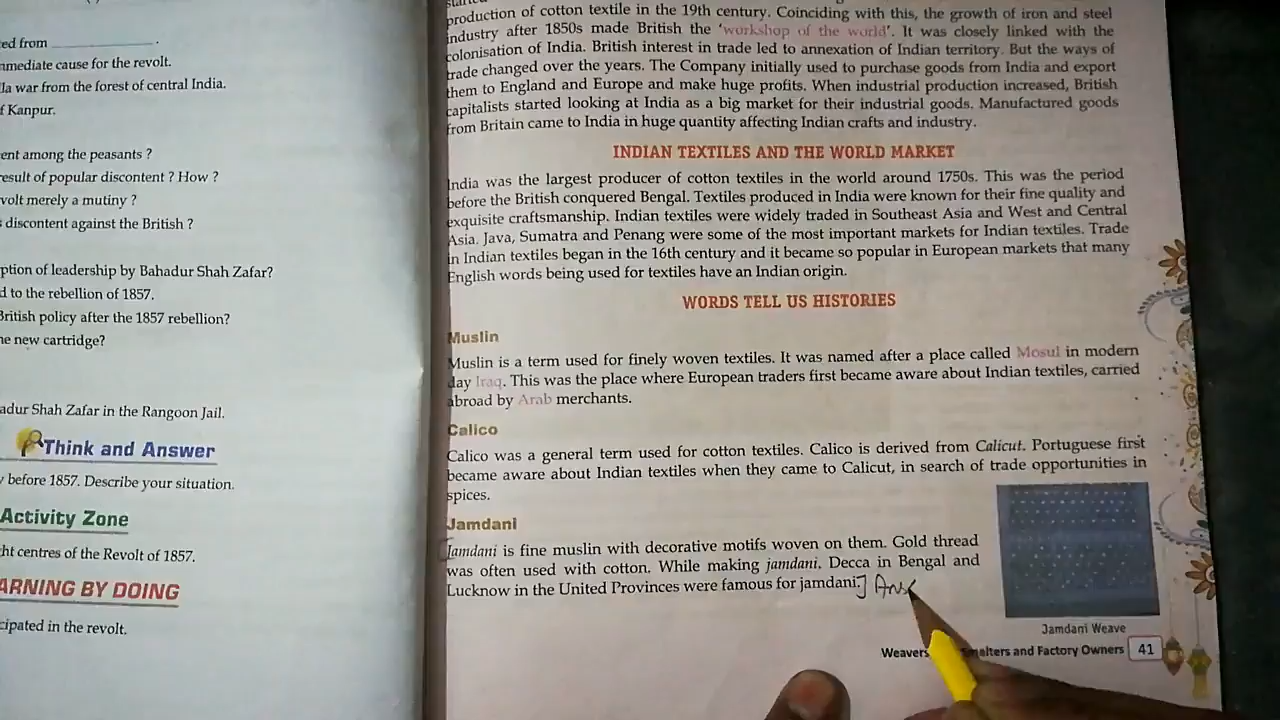 ed from ____________ .
mmediate cause for the revolt.
la war from the forest of central India.
f Kanpur.
ent among the peasants ?
result of popular discontent ? How ?
volt merely a mutiny ?
discontent against the British ?
ption of leadership by Bahadur Shah Zafar?
d to the rebellion of 1857.
British policy after the 1857 rebellion?
he new cartridge?
adur Shah Zafar in the Rangoon Jail.
Think and Answer
before 1857. Describe your situation.
Activity Zone
ht centres of the Revolt of 1857.
ARNING BY DOING
cipated in the revolt.
production of cotton textile in the 19th century. Coinciding with this, the growth of iron and steel
industry after 1850s made British the 'workshop of the world'. It was closely linked with the
colonisation of India. British interest in trade led to annexation of Indian territory. But the ways of
trade changed over the years. The Company initially used to purchase goods from India and export
them to England and Europe and make huge profits. When industrial production increased, British
capitalists started looking at India as a big market for their industrial goods. Manufactured goods
from Britain came to India in huge quantity affecting Indian crafts and industry.
INDIAN TEXTILES AND THE WORLD MARKET
India was the largest producer of cotton textiles in the world around 1750s. This was the period
before the British conquered Bengal. Textiles produced in India were known for their fine quality and
exquisite craftsmanship. Indian textiles were widely traded in Southeast Asia and West and Central
Asia. Java, Sumatra and Penang were some of the most important markets for Indian textiles. Trade
in Indian textiles began in the 16th century and it became so popular in European markets that many
English words being used for textiles have an Indian origin.
WORDS TELL US HISTORIES
Muslin
Muslin is a term used for finely woven textiles. It was named after a place called Mosul in modern
day Iraq. This was the place where European traders first became aware about Indian textiles, carried
abroad by Arab merchants.
Calico
Calico was a general term used for cotton textiles. Calico is derived from Calicut. Portuguese first
became aware about Indian textiles when they came to Calicut, in search of trade opportunities in
spices.
Jamdani
Jamdani is fine muslin with decorative motifs woven on them. Gold thread
was often used with cotton. While making jamdani. Decca in Bengal and
Lucknow in the United Provinces were famous for jamdani.] Ans
Jamdani Weave
Weavers melters and Factory Owners 41